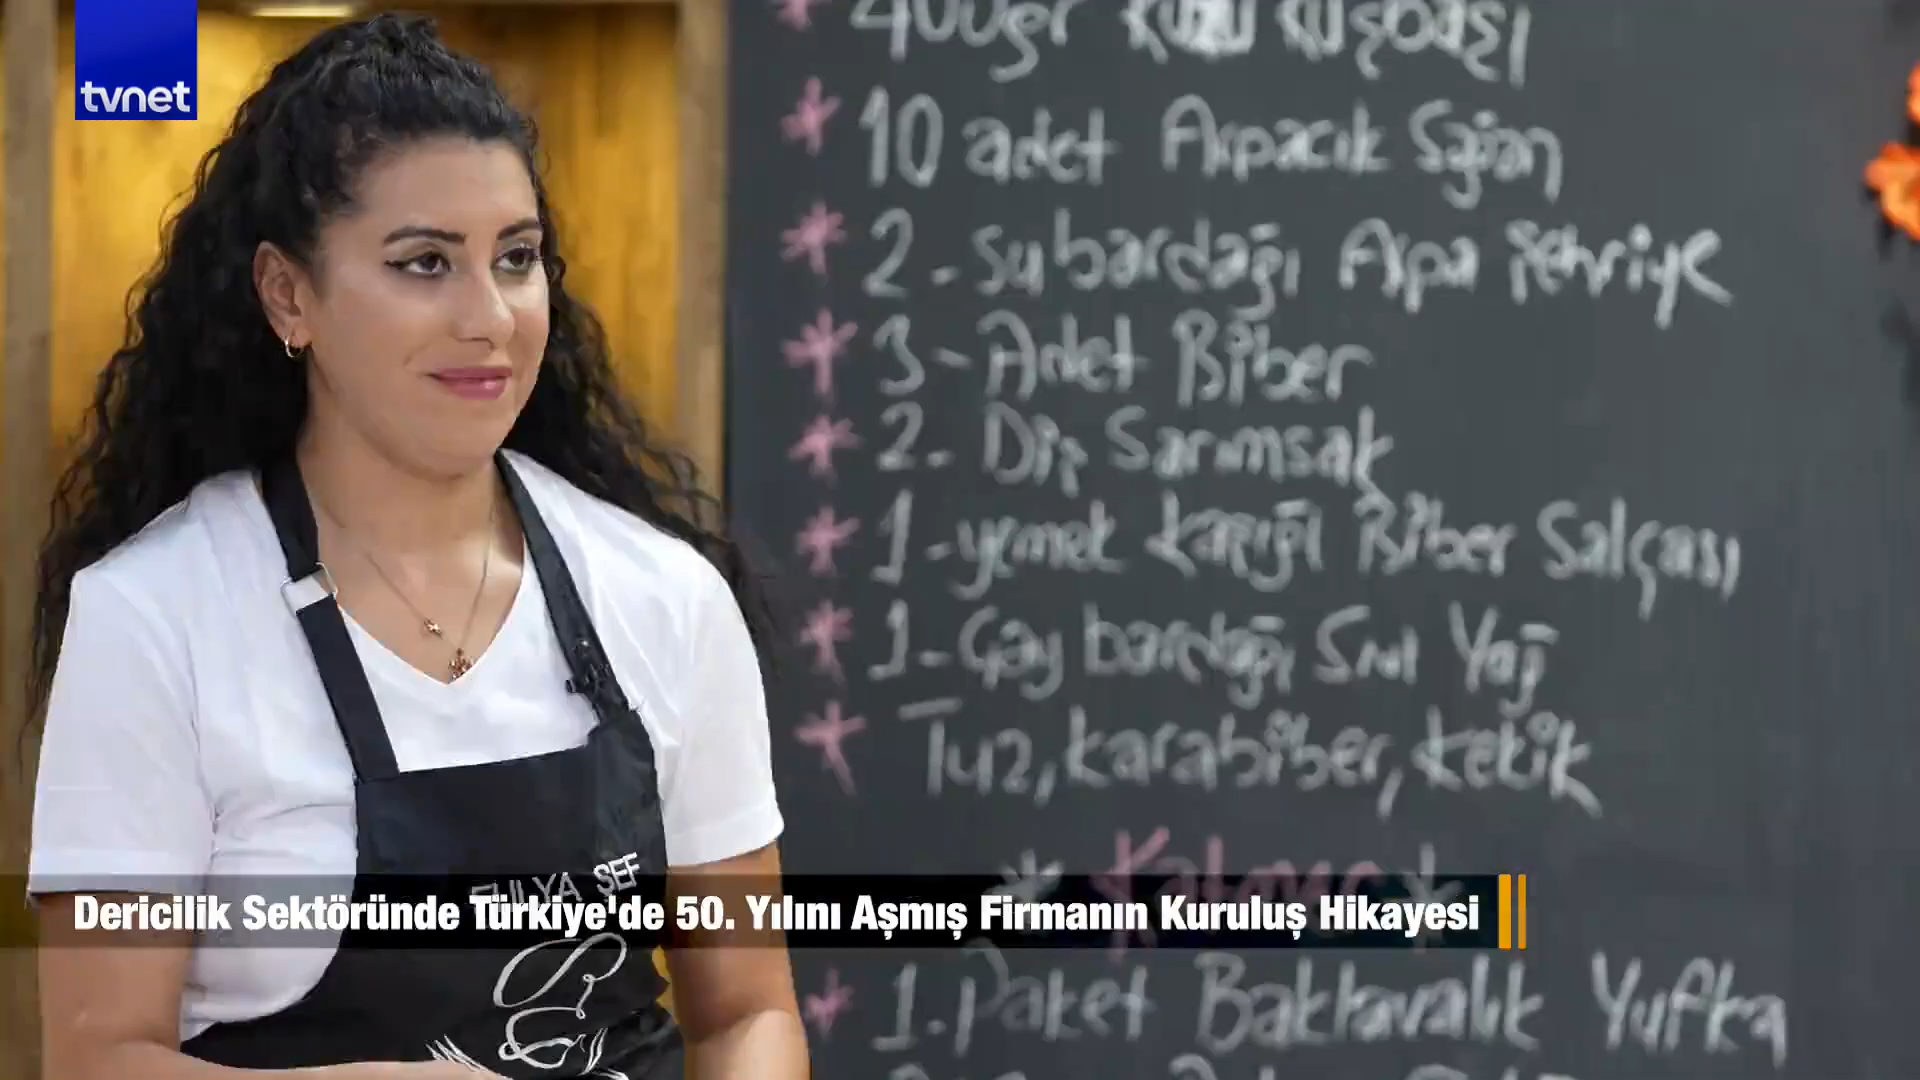 tvnet
400gr kuzu kuşbaşı
* 10 adet Arpacık Soğan
* 2 - su bardağı Arpa şehriye
* 3 - Adet Biber
* 2 - Diş Sarımsak
* 1 - yemek kaşığı Biber Salçası
* 1 - Çay bardağı Sıvı Yağ
* Tuz, karabiber, kekik
ŞEF
Dericilik Sektöründe Türkiye'de 50. Yılını Aşmış Firmanın Kuruluş Hikayesi
* 1. Paket Baklavalık Yufka